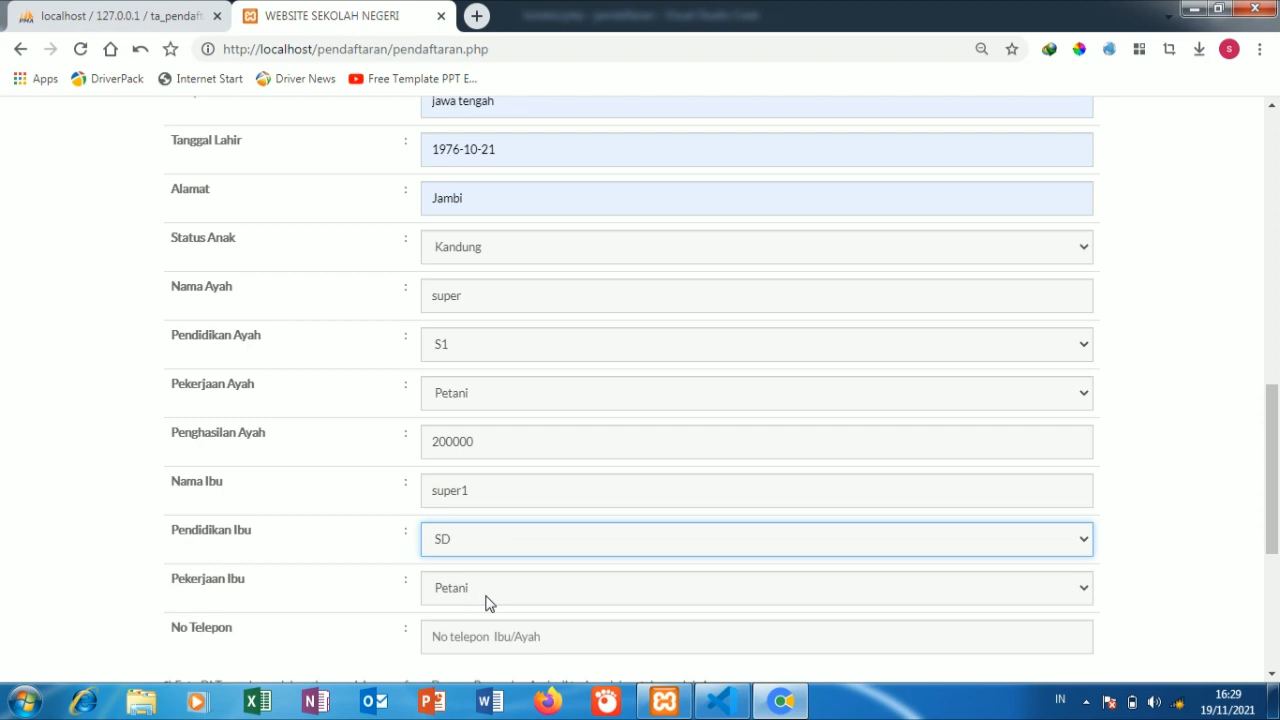 localhost / 127.0.0.1 / ta_pendaft
WEBSITE SEKOLAH NEGERI
http://localhost/pendaftaran/pendaftaran.php
S
Apps
DriverPack
Internet Start
Driver News
Free Template PPT E...
jawa tengah
Tanggal Lahir : 1976-10-21
Alamat : Jambi
Status Anak : Kandung
Nama Ayah : super
Pendidikan Ayah : S1
Pekerjaan Ayah : Petani
Penghasilan Ayah : 200000
Nama Ibu : super1
Pendidikan Ibu : SD
Pekerjaan Ibu : Petani
No Telepon : No telepon Ibu/Ayah
IN
16:29
19/11/2021